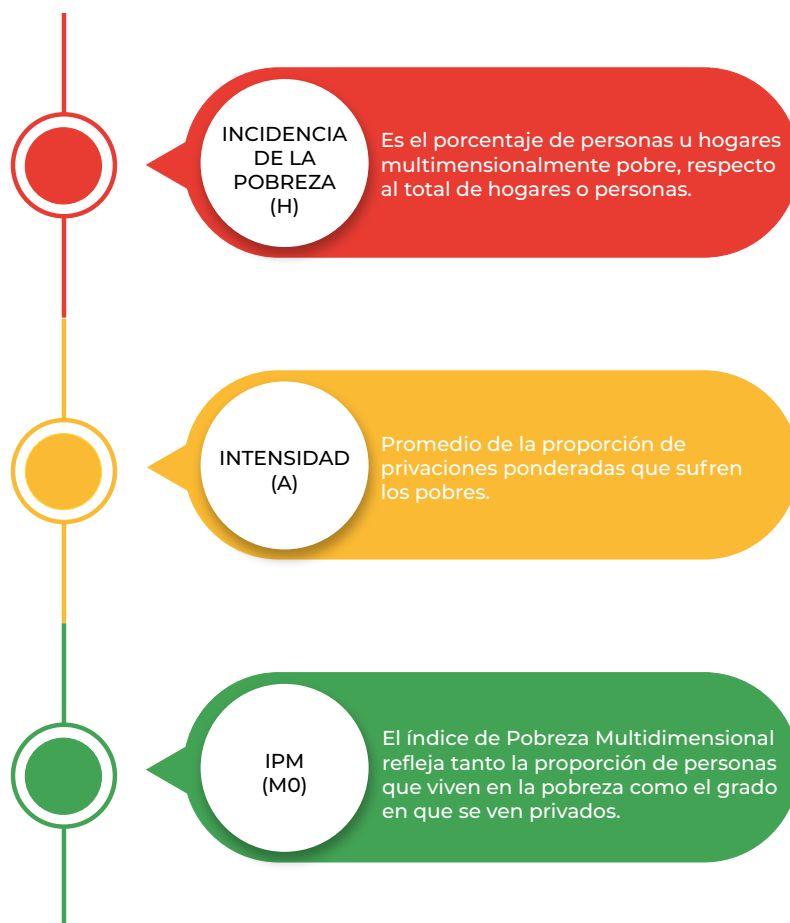 INCIDENCIA
DE LA
POBREZA
(H)
Es el porcentaje de personas u hogares
multimensionalmente pobre, respecto
al total de hogares o personas.
INTENSIDAD
(A)
Promedio de la proporción de
privaciones ponderadas que sufren
los pobres.
IPM
(M0)
El índice de Pobreza Multidimensional
refleja tanto la proporción de personas
que viven en la pobreza como el grado
en que se ven privados.